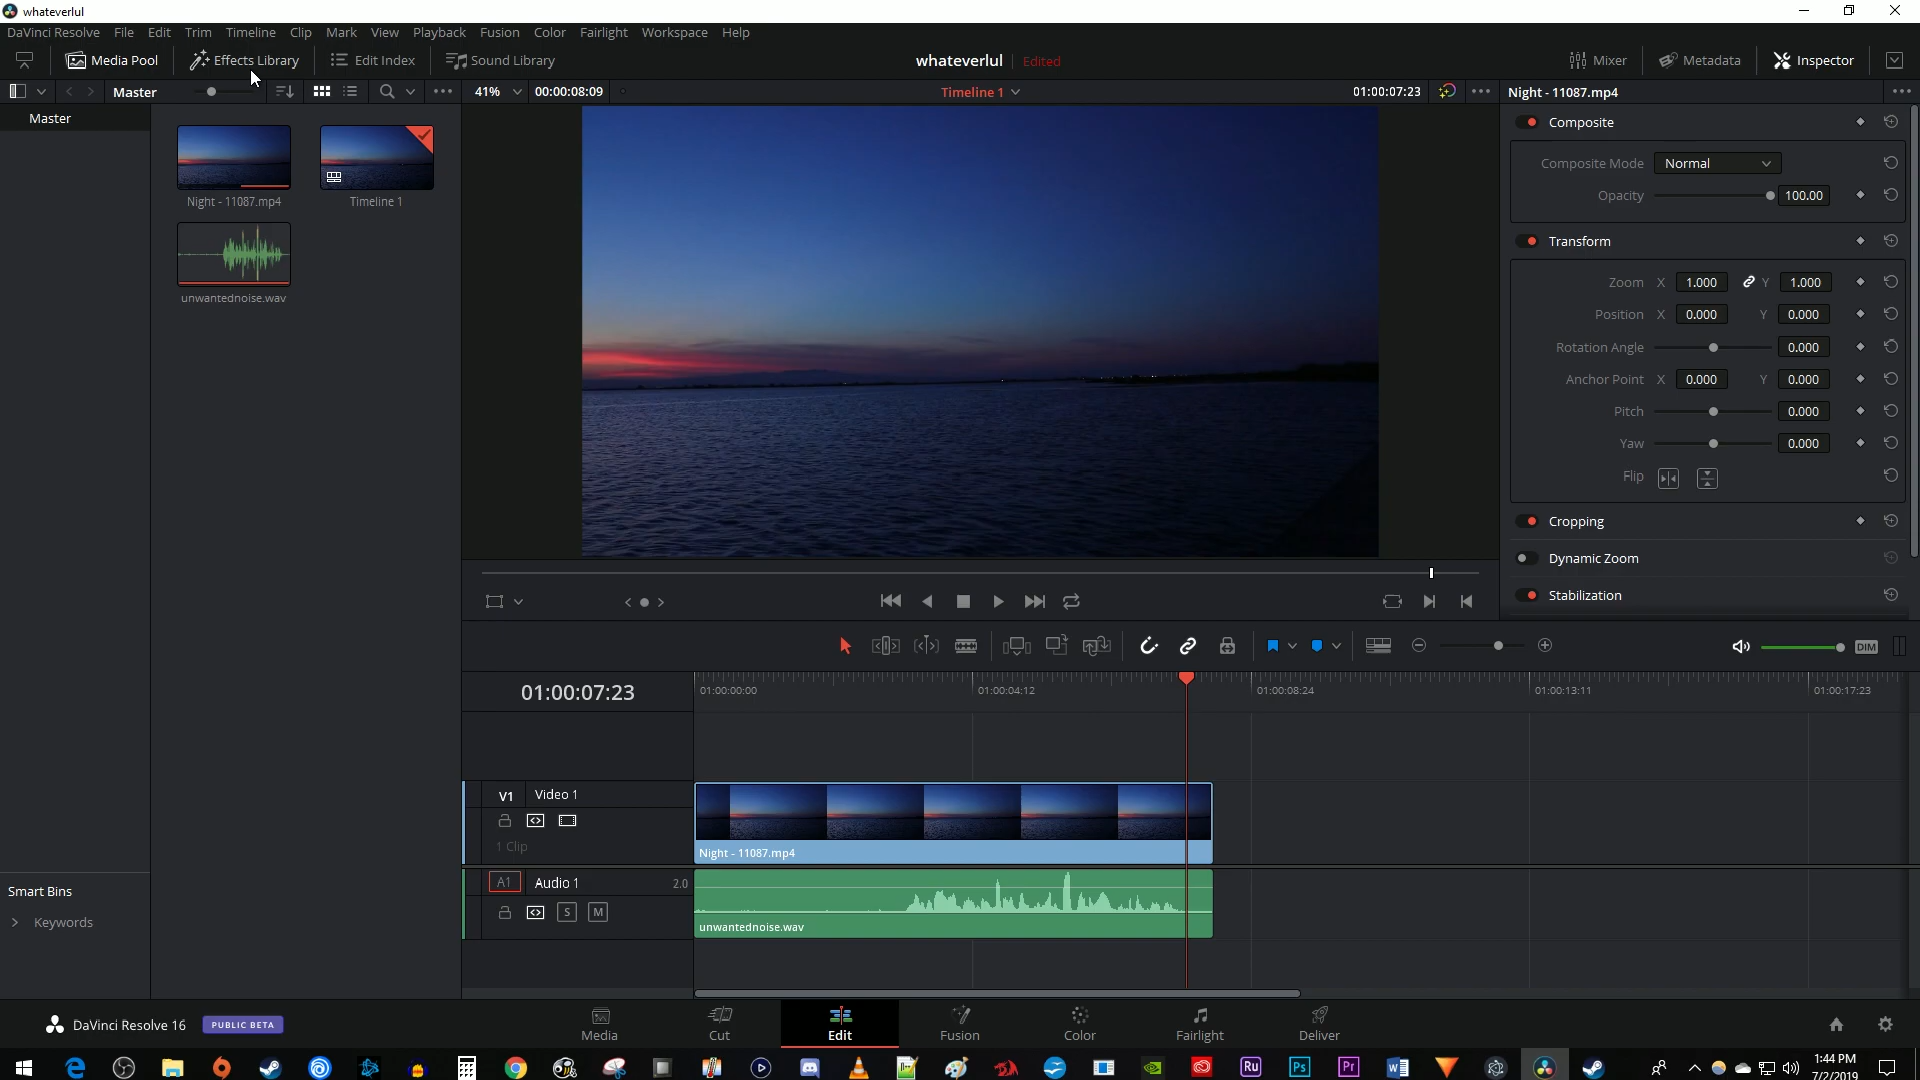 whateverlul
DaVinci Resolve File Edit Trim Timeline Clip Mark View Playback Fusion Color Fairlight Workspace Help
Media Pool Effects Library Edit Index Sound Library whateverlul Edited Mixer Metadata Inspector
Master 41% 00:00:08:09 Timeline 1 01:00:07:23 Night - 11087.mp4
Master
Night - 11087.mp4 Timeline 1
unwantednoise.wav
Composite
Composite Mode Normal
Opacity 100.00
Transform
Zoom X 1.000 Y 1.000
Position X 0.000 Y 0.000
Rotation Angle 0.000
Anchor Point X 0.000 Y 0.000
Pitch 0.000
Yaw 0.000
Flip
Cropping
Dynamic Zoom
Stabilization
DIM
01:00:07:23 01:00:00:00 01:00:04:12 01:00:08:24 01:00:13:11 01:00:17:23
V1 Video 1
1 Clip
Night - 11087.mp4
A1 Audio 1 2.0
S M
unwantednoise.wav
Smart Bins
Keywords
DaVinci Resolve 16 PUBLIC BETA
Media Cut Edit Fusion Color Fairlight Deliver
Ru Ps Pr
1:44 PM
7/2/2019